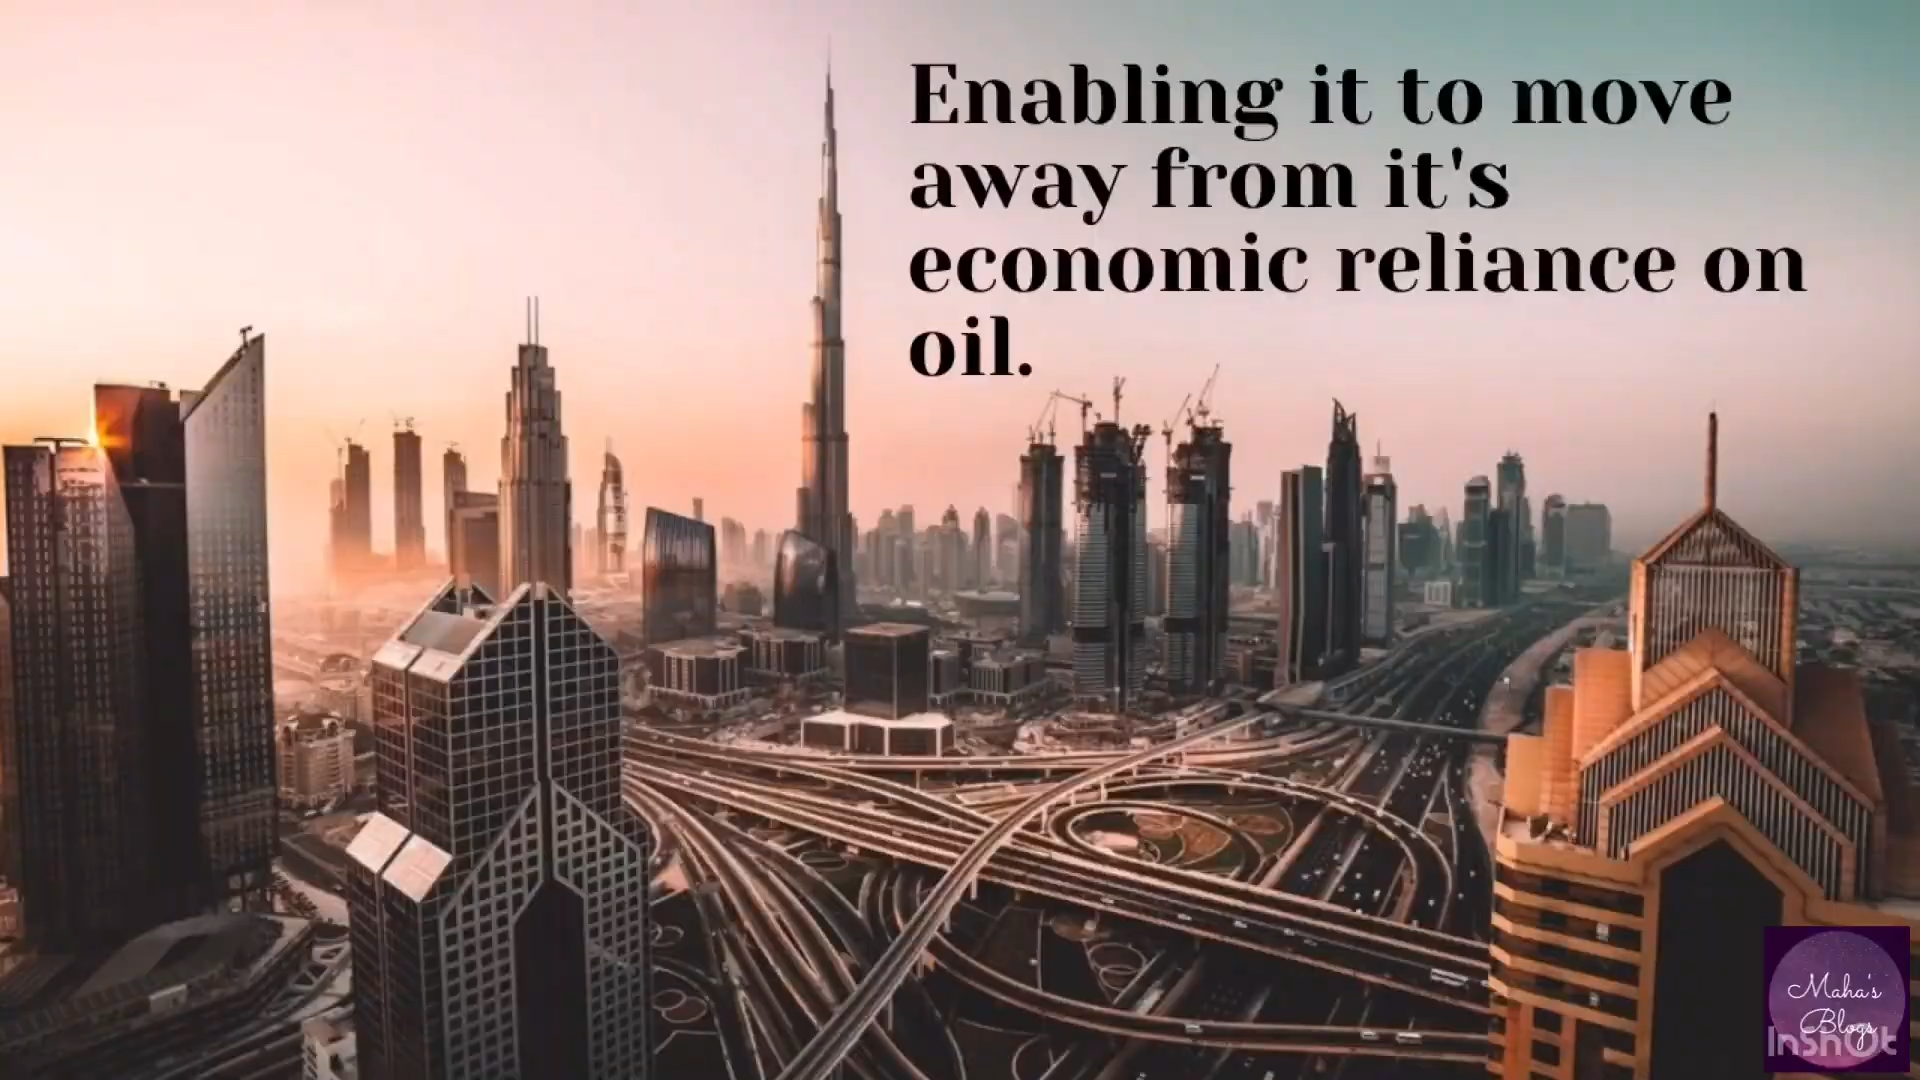 Enabling it to move
away from it's
economic reliance on
oil.
Maha's
Blogs
InShOt